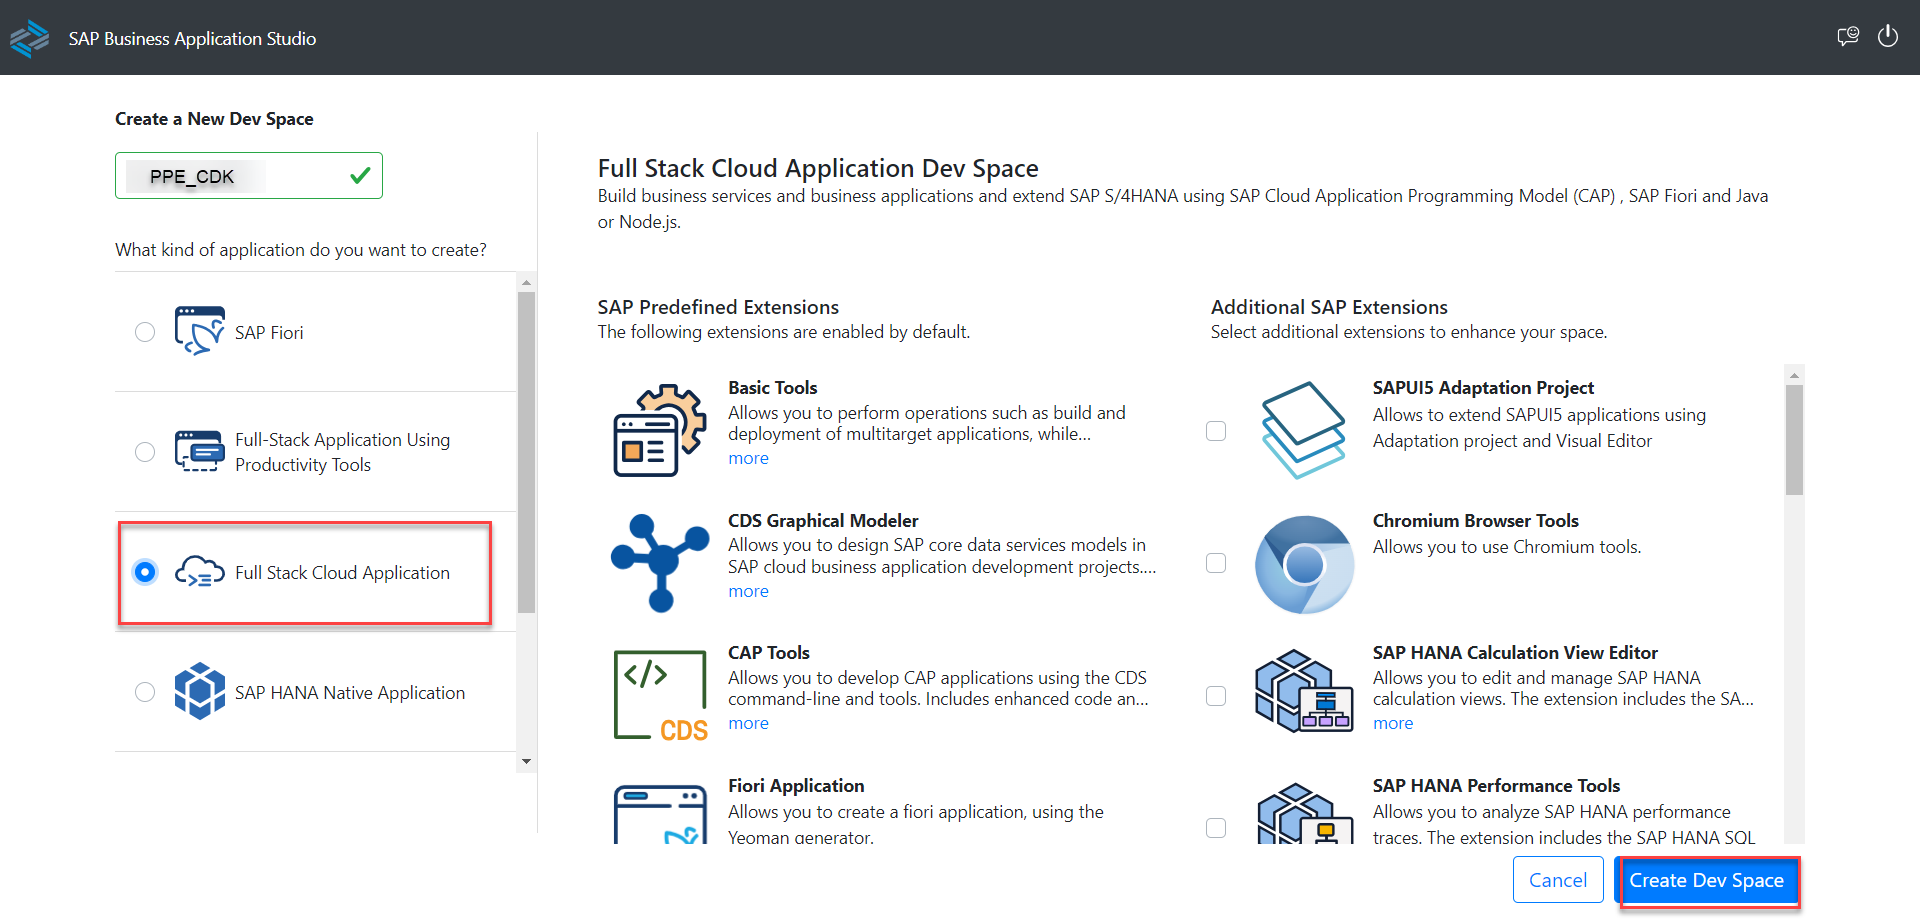 SAP Business Application Studio
Create a New Dev Space
PPE_CDK
What kind of application do you want to create?
SAP Fiori
Full-Stack Application Using
Productivity Tools
Full Stack Cloud Application
SAP HANA Native Application
Full Stack Cloud Application Dev Space
Build business services and business applications and extend SAP S/4HANA using SAP Cloud Application Programming Model (CAP) , SAP Fiori and Java
or Node.js.
SAP Predefined Extensions
The following extensions are enabled by default.
Basic Tools
Allows you to perform operations such as build and
deployment of multitarget applications, while...
more
CDS Graphical Modeler
Allows you to design SAP core data services models in
SAP cloud business application development projects....
more
</>
CDS
CAP Tools
Allows you to develop CAP applications using the CDS
command-line and tools. Includes enhanced code an...
more
Fiori Application
Allows you to create a fiori application, using the
Yeoman generator.
Additional SAP Extensions
Select additional extensions to enhance your space.
SAPUI5 Adaptation Project
Allows to extend SAPUI5 applications using
Adaptation project and Visual Editor
Chromium Browser Tools
Allows you to use Chromium tools.
SAP HANA Calculation View Editor
Allows you to edit and manage SAP HANA
calculation views. The extension includes the SA...
more
SAP HANA Performance Tools
Allows you to analyze SAP HANA performance
traces. The extension includes the SAP HANA SQL
Cancel
Create Dev Space